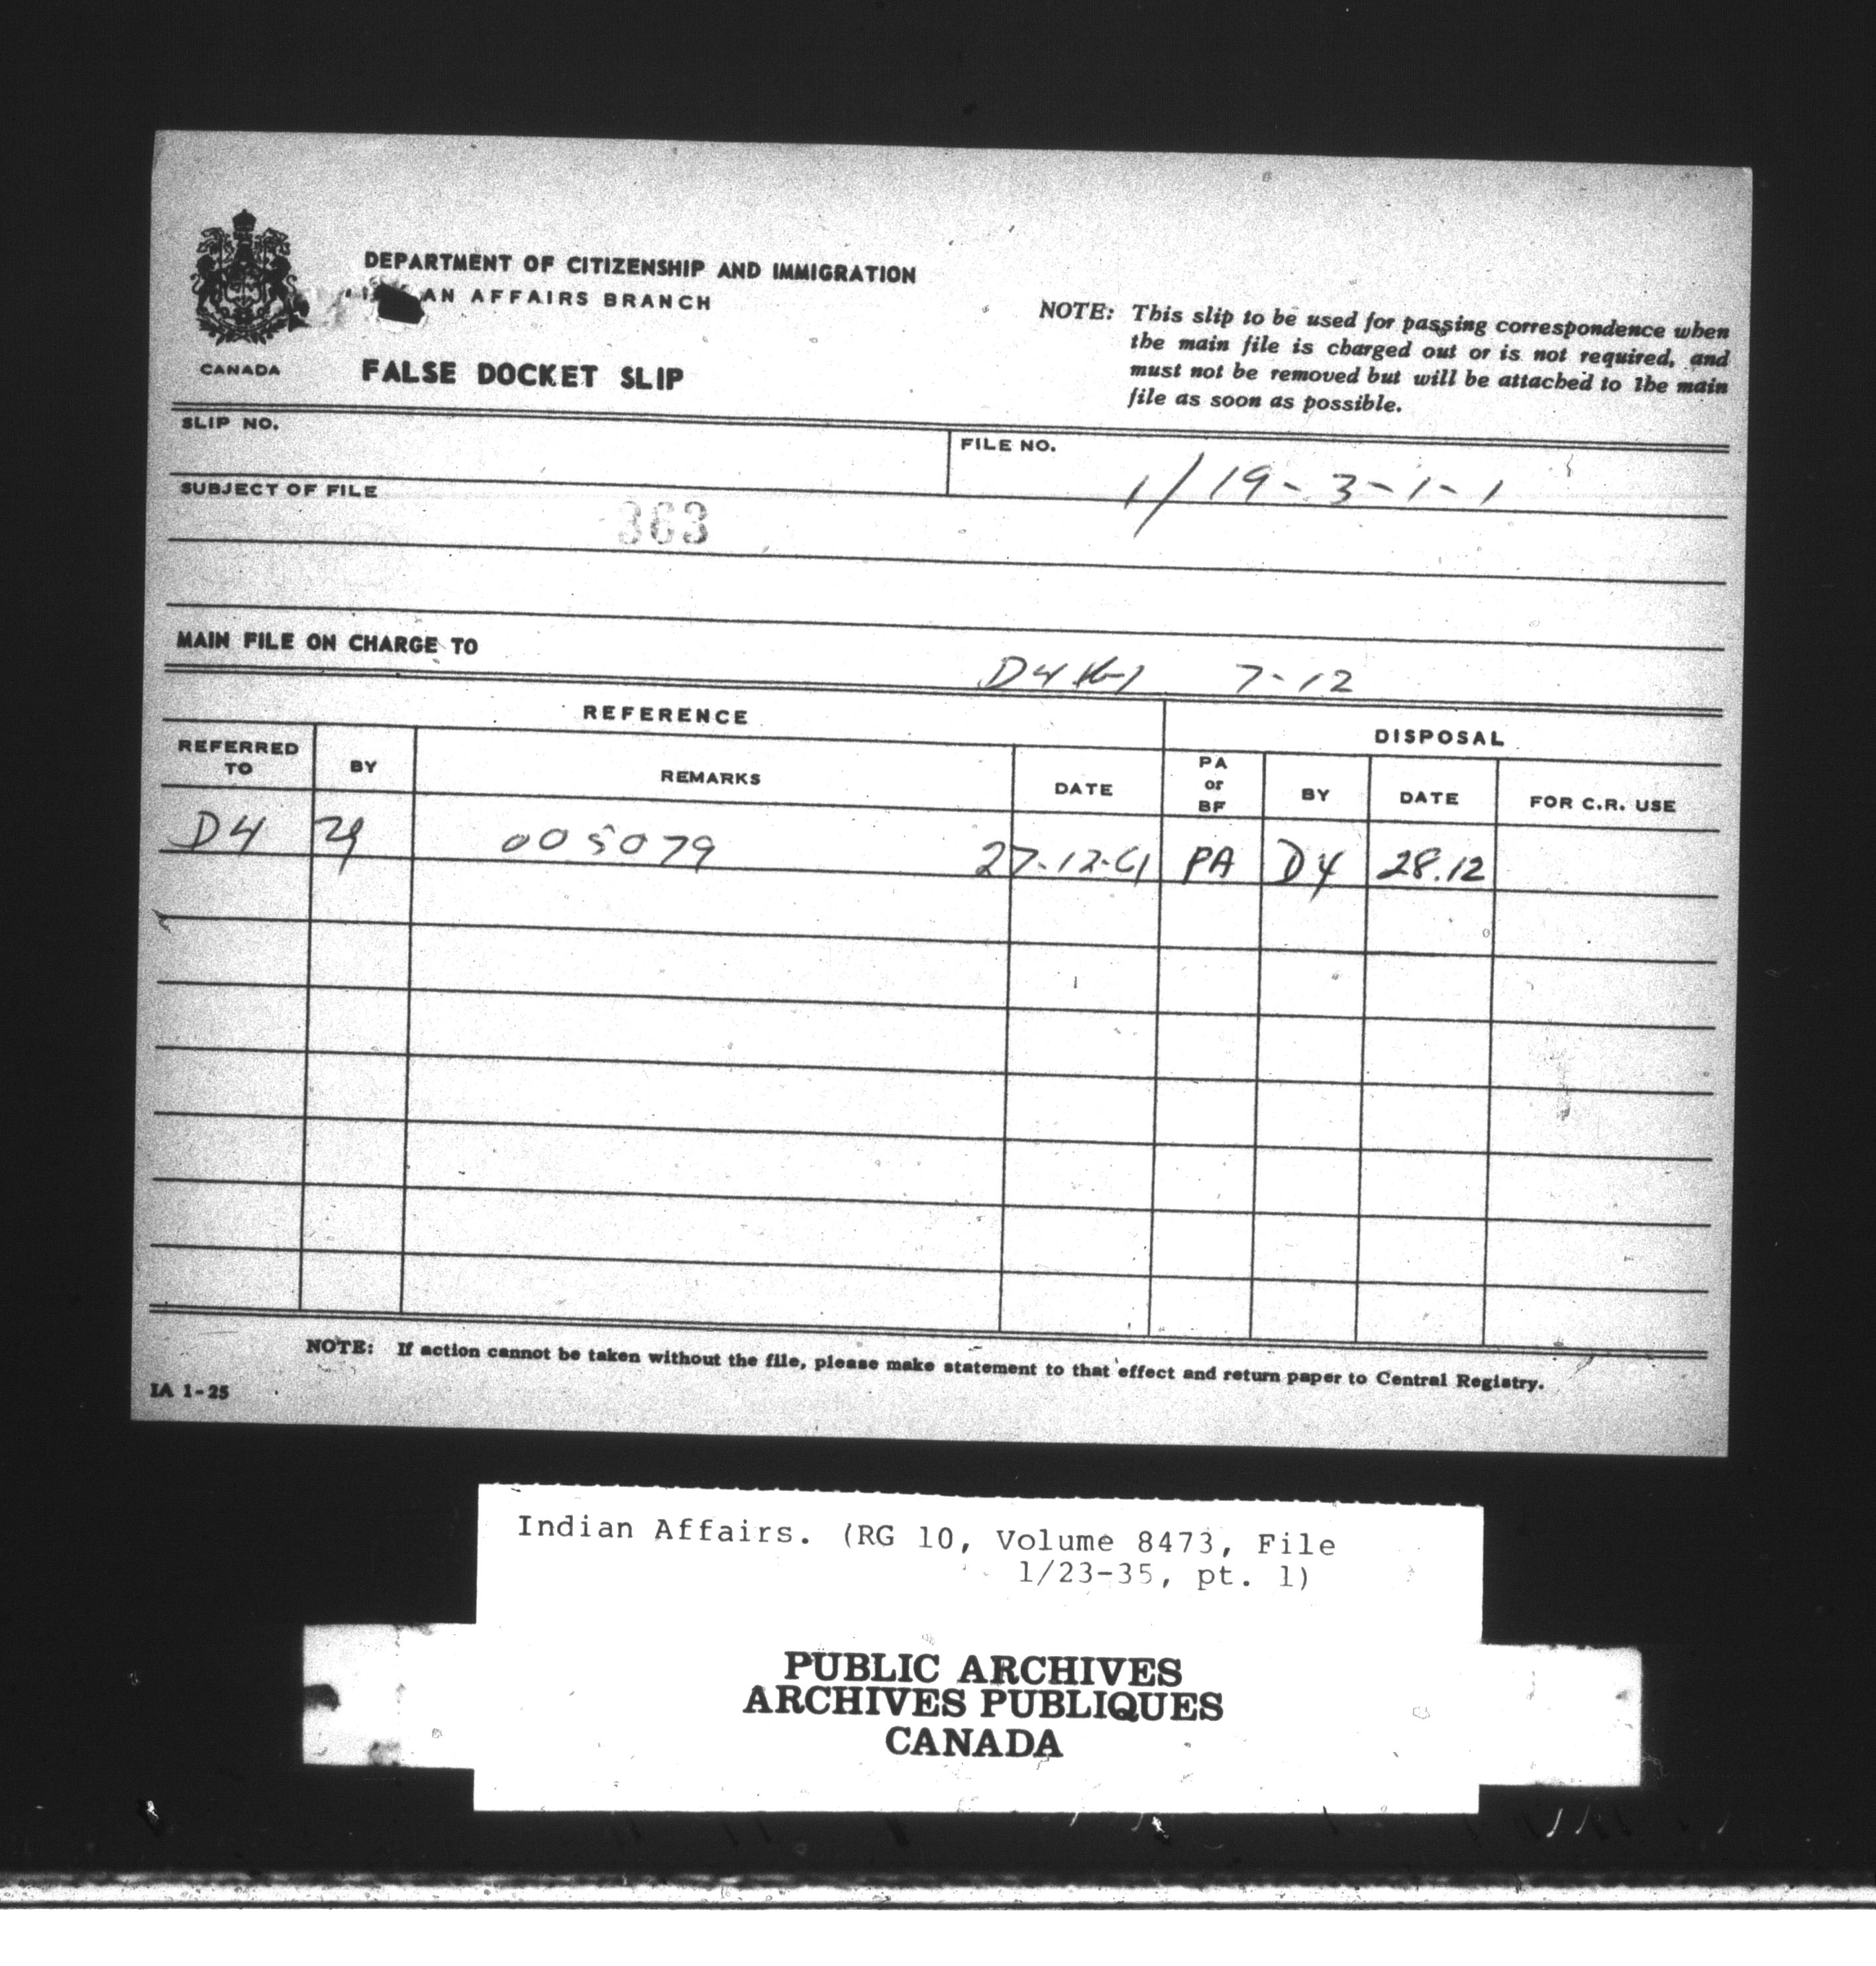 DEPARTMENT OF CITIZENSHIP AND IMMIGRATION
AN AFFAIRS BRANCH
CANADA
FALSE DOCKET SLIP
NOTE: This slip to be used for passing correspondence when
the main file is charged out or is not required, and
must not be removed but will be attached to the main
file as soon as possible.
SLIP NO.
FILE NO. 1/19-3-1-1
SUBJECT OF FILE
363
MAIN FILE ON CHARGE TO D4 7-12
REFERENCE DISPOSAL
REFERRED TO BY REMARKS DATE PA or BF BY DATE FOR C.R. USE
D4 005079 27-12-61 PA D4 28.12
NOTE: If action cannot be taken without the file, please make statement to that effect and return paper to Central Registry.
IA 1-25
Indian Affairs. (RG 10, Volume 8473, File
1/23-35, pt. 1)
PUBLIC ARCHIVES
ARCHIVES PUBLIQUES
CANADA